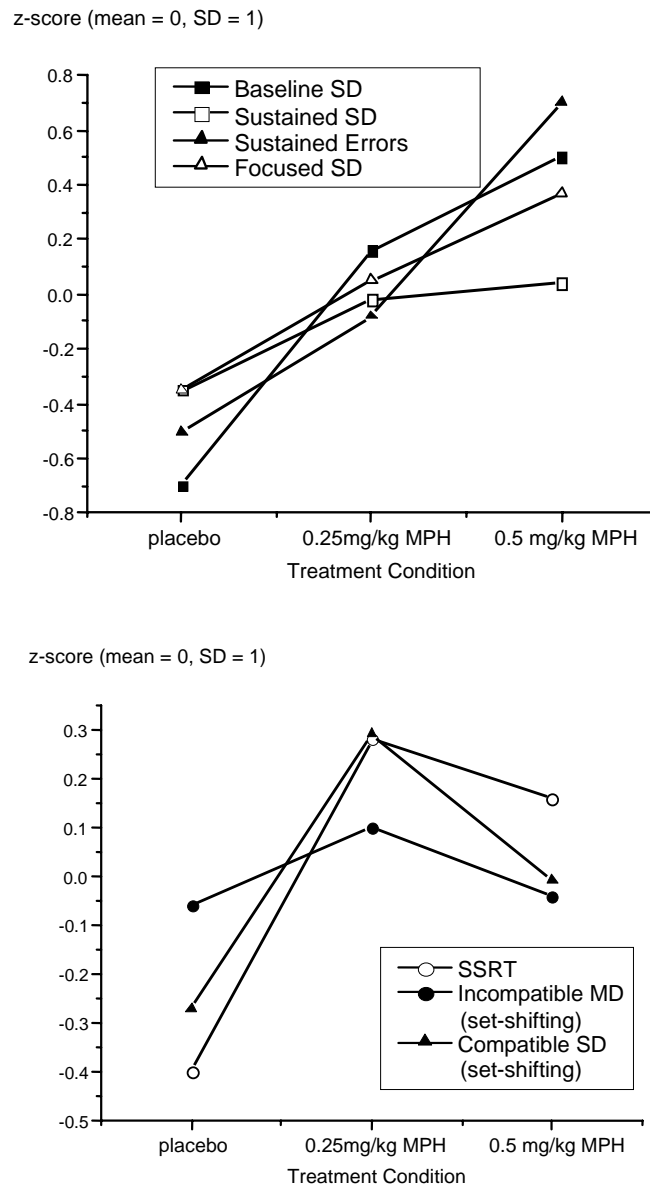 z-score (mean = 0, SD = 1)
0.8
0.6
0.4
0.2
0.0
-0.2
-0.4
-0.6
-0.8
Baseline SD
Sustained SD
Sustained Errors
Focused SD
placebo 0.25mg/kg MPH 0.5 mg/kg MPH
Treatment Condition
z-score (mean = 0, SD = 1)
0.3
0.2
0.1
0.0
-0.1
-0.2
-0.3
-0.4
-0.5
SSRT
Incompatible MD
(set-shifting)
Compatible SD
(set-shifting)
placebo 0.25mg/kg MPH 0.5 mg/kg MPH
Treatment Condition